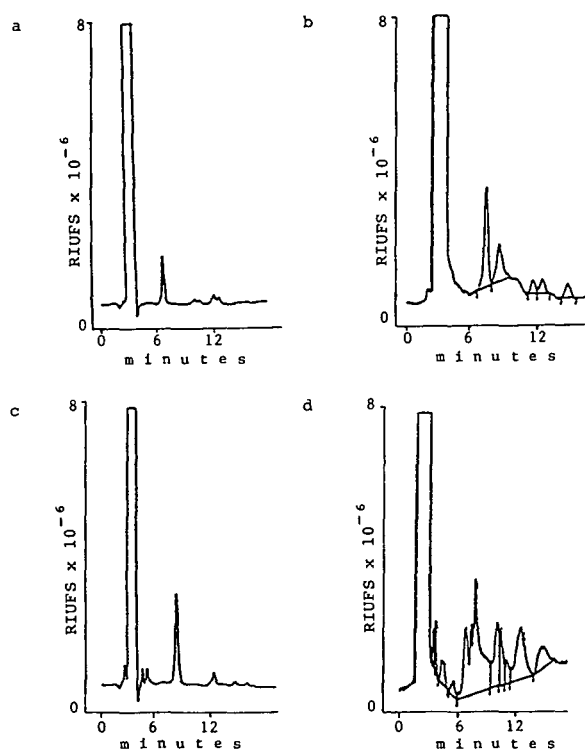 a
8
RIUFS x 10⁻⁶
0
0 6 12
minutes
b
8
RIUFS x 10⁻⁶
0
0 6 12
minutes
c
8
RIUFS x 10⁻⁶
0
0 6 12
minutes
d
8
RIUFS x 10⁻⁶
0
0 6 12
minutes